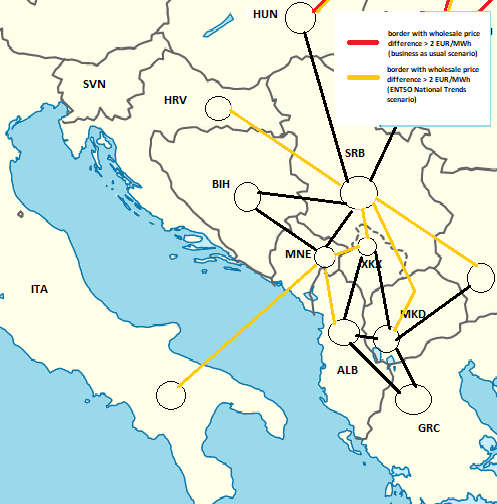 HUN
border with wholesale price
difference > 2 EUR/MWh
(business as usual scenario)
border with wholesale price
difference > 2 EUR/MWh
(ENTSO National Trends
scenario)
SVN
HRV
SRB
BIH
MNE
XKX
ITA
MKD
ALB
GRC